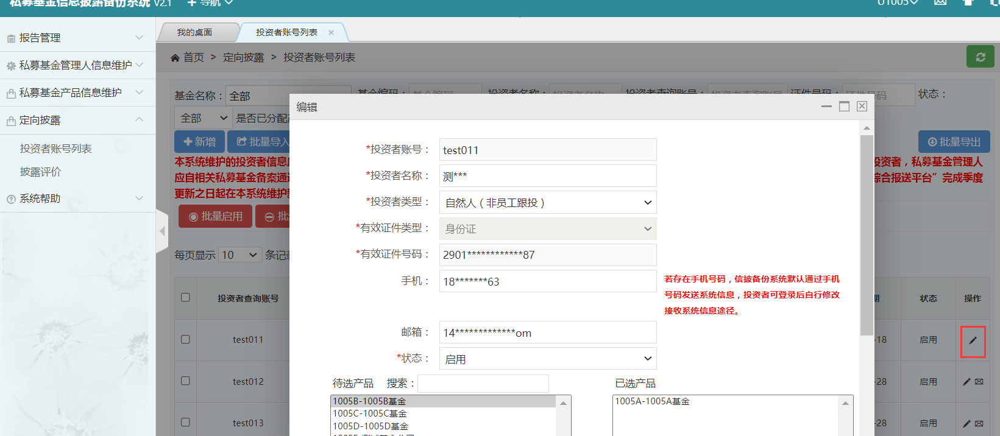 私募基金信息披露备份系统 V2.1 导航 UT005
报告管理
私募基金管理人信息维护
私募基金产品信息维护
定向披露
投资者账号列表
披露评价
系统帮助
我的桌面 投资者账号列表
首页 > 定向披露 > 投资者账号列表
基金名称： 全部 基金编码： 基金编码 投资者名称： 投资者名称 投资者查询账号： 投资者查询账号 证件号码： 证件号码 状态：
全部 是否已分配
新增 批量导入 批量导出
本系统维护的投资者信息 投资者，私募基金管理人
应自相关私募基金备案通 综合报送平台”完成季度
更新之日起在本系统维护
批量启用 批
每页显示 10 条记
投资者查询账号 期 状态 操作
test011 -18 启用
test012 -28 启用
test013 -28 启用
编辑
*投资者账号： test011
*投资者名称： 测***
*投资者类型： 自然人（非员工跟投）
*有效证件类型： 身份证
*有效证件号码： 2901************87
手机： 18*******63
若存在手机号码，信披备份系统默认通过手机
号码发送系统信息，投资者可登录后自行修改
接收系统信息途径。
邮箱： 14*************om
*状态： 启用
待选产品 搜索： 已选产品
1005B-1005B基金 1005A-1005A基金
1005C-1005C基金
1005D-1005D基金